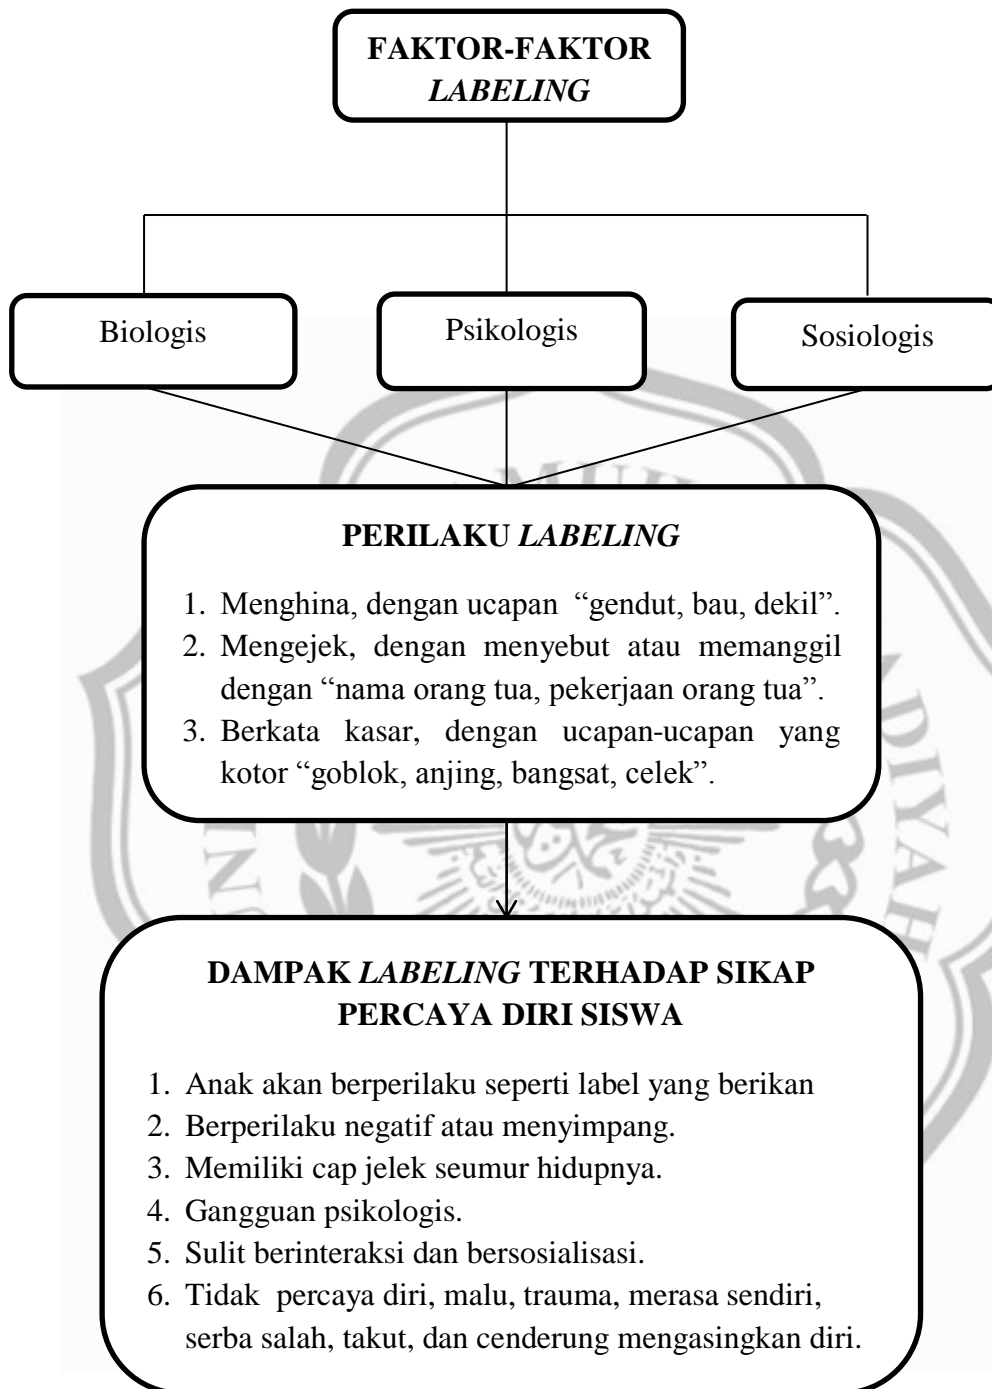 FAKTOR-FAKTOR
LABELING
Biologis
Psikologis
Sosiologis
PERILAKU LABELING
1. Menghina, dengan ucapan “gendut, bau, dekil”.
2. Mengejek, dengan menyebut atau memanggil
dengan “nama orang tua, pekerjaan orang tua”.
3. Berkata kasar, dengan ucapan-ucapan yang
kotor “goblok, anjing, bangsat, celek”.
DAMPAK LABELING TERHADAP SIKAP
PERCAYA DIRI SISWA
1. Anak akan berperilaku seperti label yang berikan
2. Berperilaku negatif atau menyimpang.
3. Memiliki cap jelek seumur hidupnya.
4. Gangguan psikologis.
5. Sulit berinteraksi dan bersosialisasi.
6. Tidak percaya diri, malu, trauma, merasa sendiri,
serba salah, takut, dan cenderung mengasingkan diri.